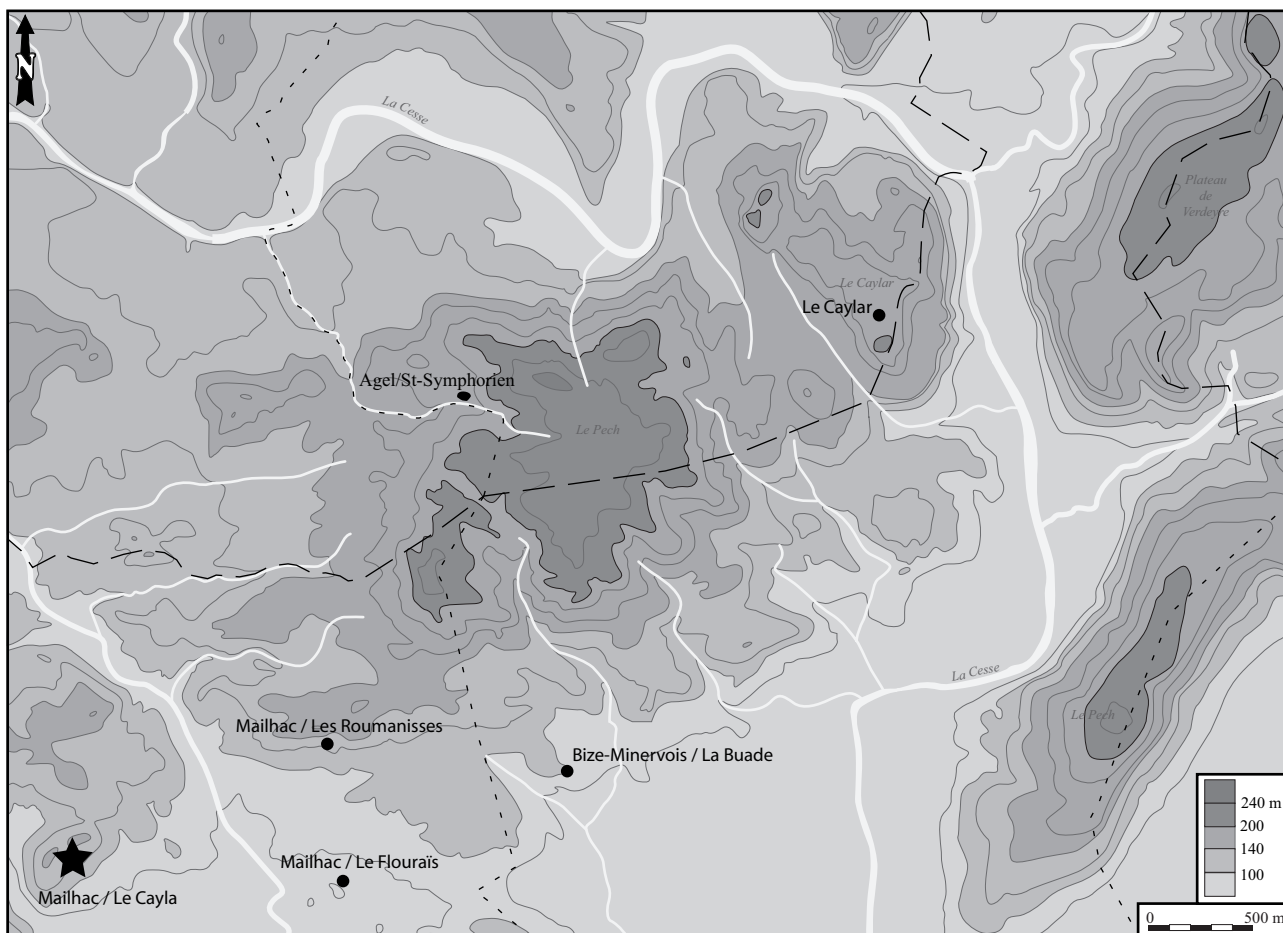 N
La Cesse
Plateau
de
Verdeyre
Le Caylar
Le Caylar
Agel/St-Symphorien
Le Pech
La Cesse
Le Pech
Mailhac / Les Roumanisses
Bize-Minervois / La Buade
Mailhac / Le Flouraïs
Mailhac / Le Cayla
240 m
200
140
100
0 500 m